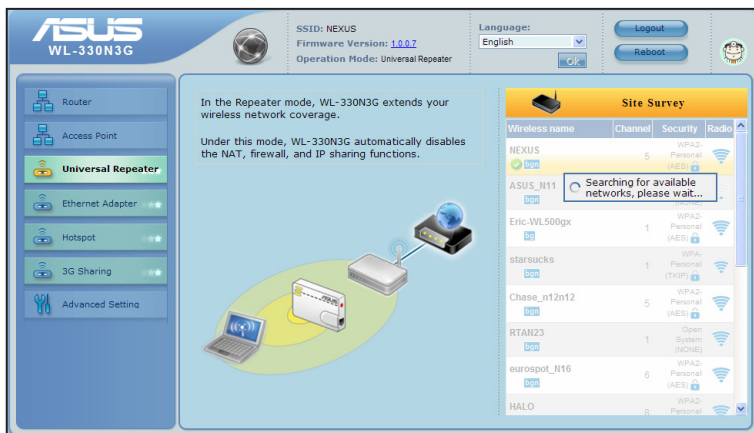 ASUS
WL-330N3G
SSID: NEXUS
Firmware Version: 1.0.0.7
Operation Mode: Universal Repeater
Language:
English
Ok
Logout
Reboot
Router
Access Point
Universal Repeater
Ethernet Adapter
Hotspot
3G Sharing
Advanced Setting
In the Repeater mode, WL-330N3G extends your
wireless network coverage.
Under this mode, WL-330N3G automatically disables
the NAT, firewall, and IP sharing functions.
Site Survey
Wireless name Channel Security Radio
NEXUS
bgn
5
WPA2-
Personal
(AES)
ASUS_N11
bgn
(NONE)
Searching for available
networks, please wait...
Eric-WL500gx
bg
1
WPA2-
Personal
(AES)
starsucks
bgn
1
WPA-
Personal
(TKIP)
Chase_n12n12
bgn
5
WPA2-
Personal
(AES)
RTAN23
bgn
1
Open
System
(NONE)
eurospot_N16
bgn
6
WPA2-
Personal
(AES)
HALO
8
WPA2-
Personal